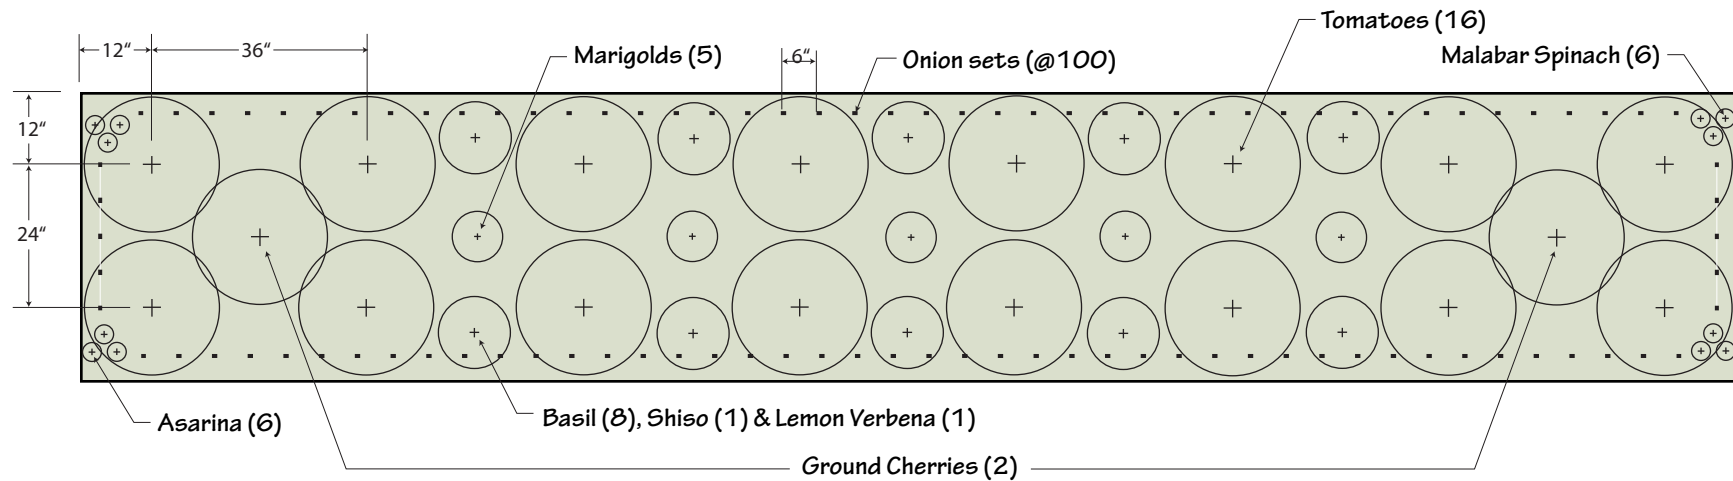 Tomatoes (16)
12“
36“
Marigolds (5)
6“
Onion sets (@100)
Malabar Spinach (6)
12“
24“
Asarina (6)
Basil (8), Shiso (1) & Lemon Verbena (1)
Ground Cherries (2)